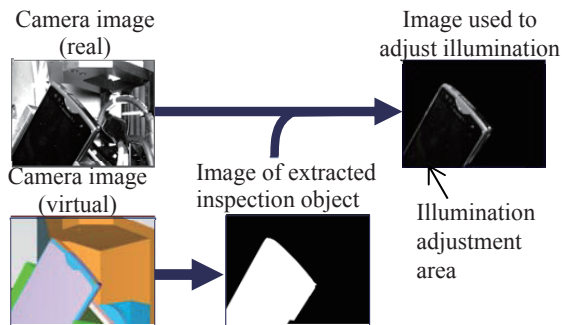 Camera image
(real)
Image used to
adjust illumination
Camera image
(virtual)
Image of extracted
inspection object
Illumination
adjustment
area